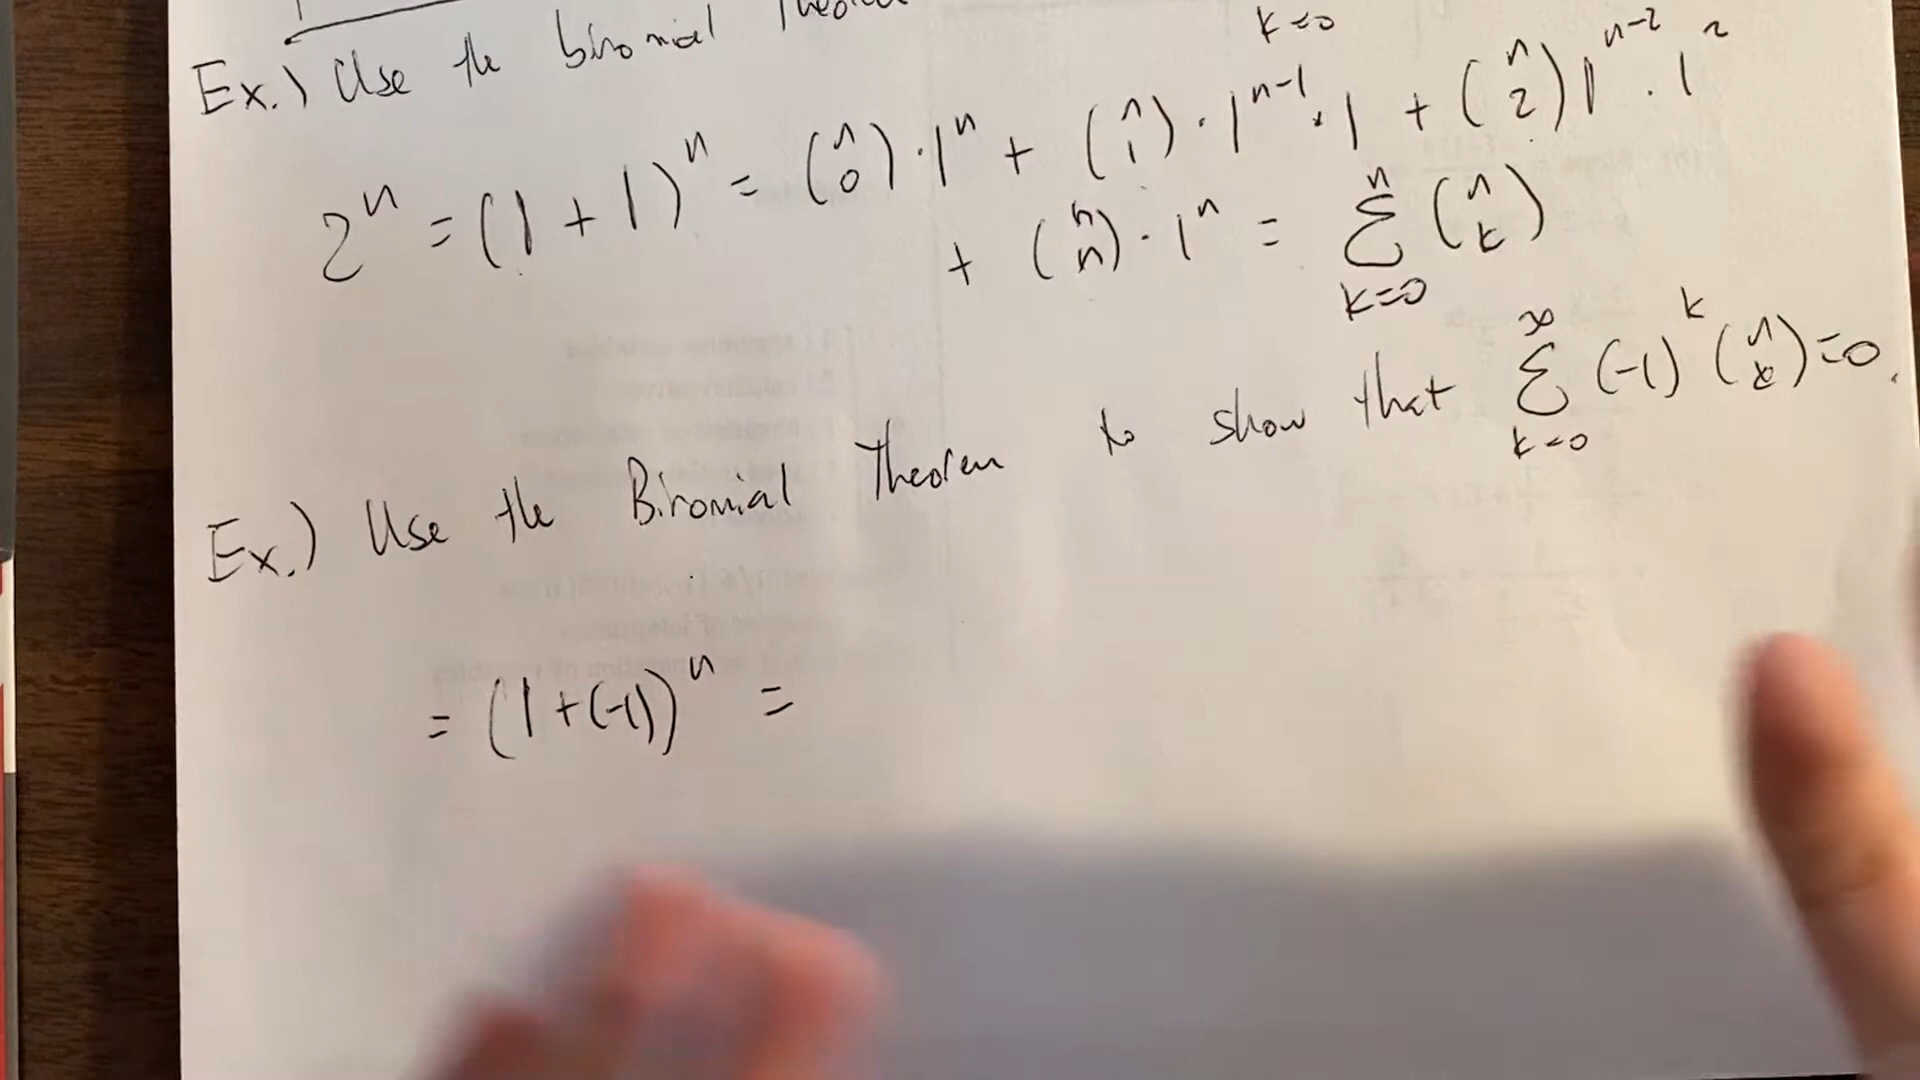 Ex.) Use the binomial Theorem
k=0
2^n = (1+1)^n = (n 0)·1^n + (n 1)·1^{n-1}·1 + (n 2)1^{n-2}·1^2
+ (n n)·1^n = Σ_{k=0}^{n} (n k)
Ex.) Use the Binomial Theorem to show that Σ_{k=0}^{∞} (-1)^k (n k)=0.
= (1+(-1))^n =